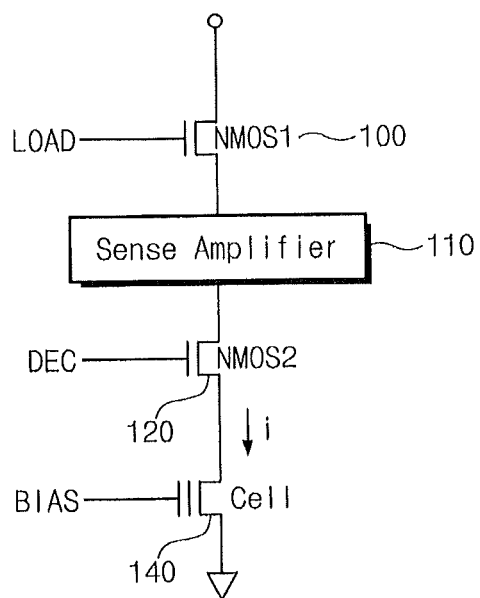 LOAD NMOS1 100
Sense Amplifier 110
DEC NMOS2
120
i
BIAS Cell
140